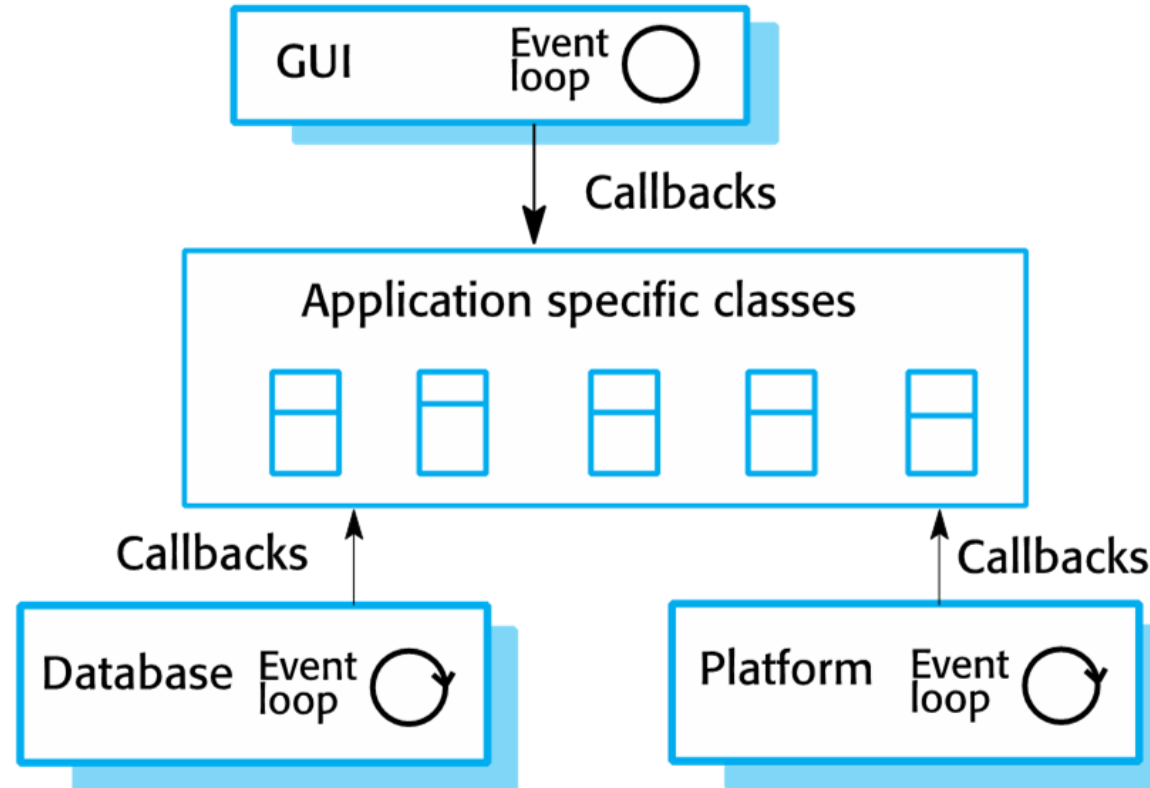 GUI
Event
loop
Callbacks
Application specific classes
Callbacks
Callbacks
Database
Event
loop
Platform
Event
loop